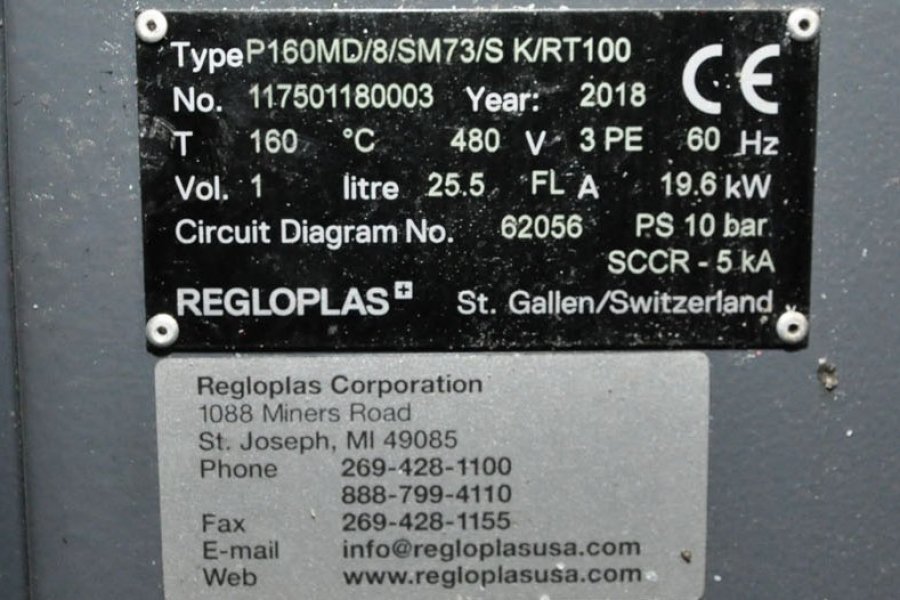 Type P160MD/8/SM73/S K/RT100
CE
No. 117501180003 Year: 2018
T 160 °C 480 V 3 PE 60 Hz
Vol. 1 litre 25.5 FL A 19.6 kW
Circuit Diagram No. 62056 PS 10 bar
SCCR - 5 kA
REGLOPLAS St. Gallen/Switzerland
Regloplas Corporation
1088 Miners Road
St. Joseph, MI 49085
Phone 269-428-1100
888-799-4110
Fax 269-428-1155
E-mail info@regloplasusa.com
Web www.regloplasusa.com